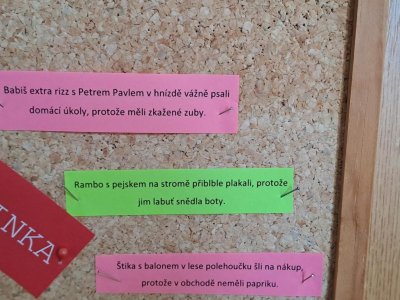 Babiš extra rizz s Petrem Pavlem v hnízdě vážně psali
domácí úkoly, protože měli zkažené zuby.
Rambo s pejskem na stromě přiblble plakali, protože
jim labuť snědla boty.
INKA
Štika s balonem v lese polehoučku šli na nákup,
protože v obchodě neměli papriku.